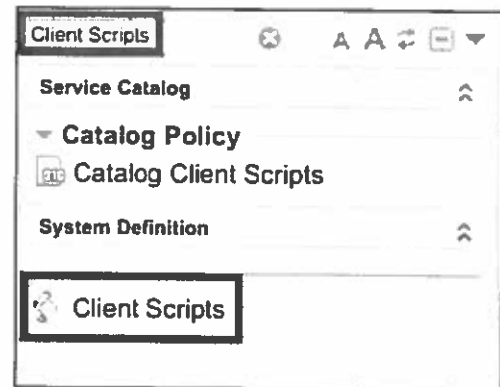 Client Scripts
A A
Service Catalog
Catalog Policy
Catalog Client Scripts
System Definition
Client Scripts